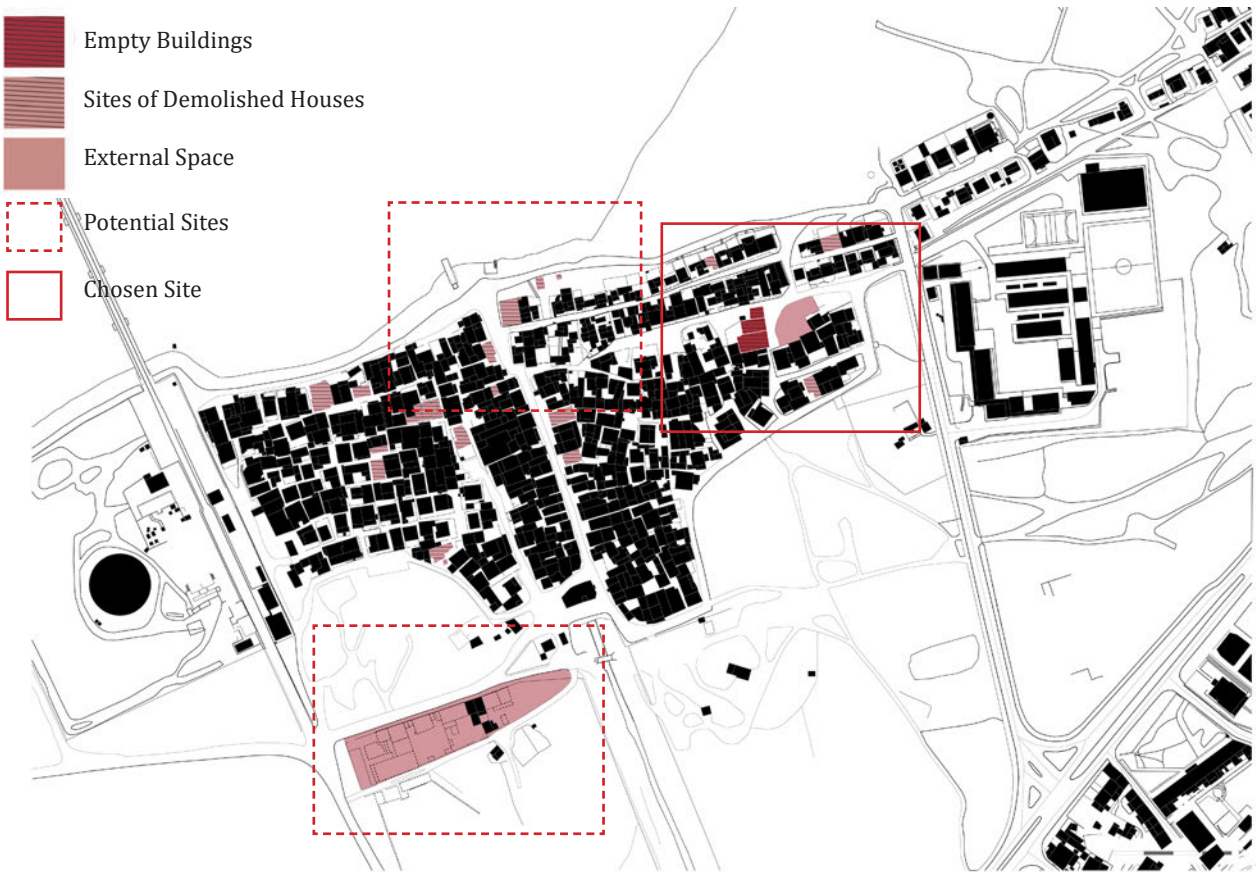 Empty Buildings
Sites of Demolished Houses
External Space
Potential Sites
Chosen Site